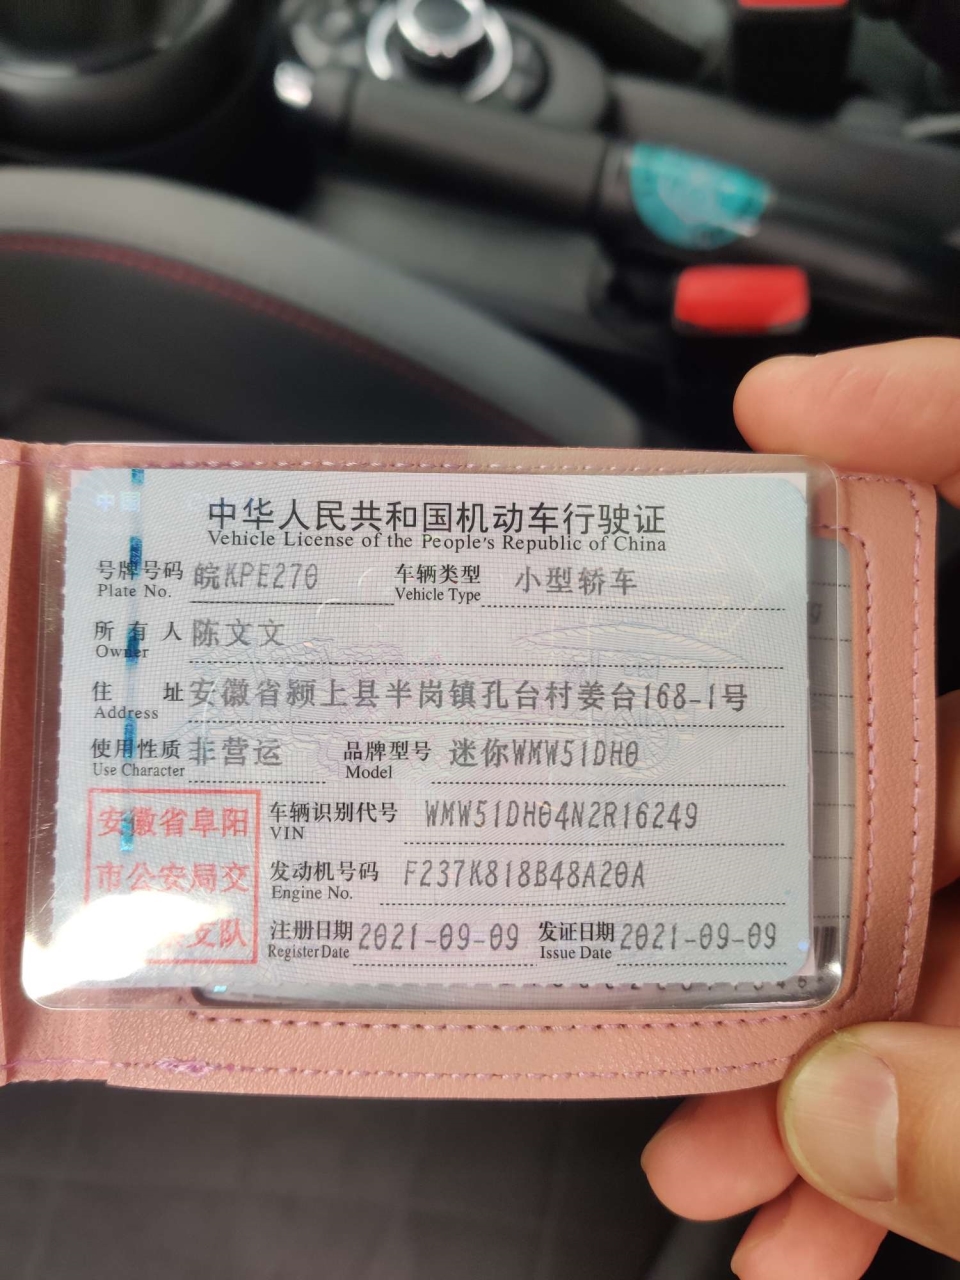 中华人民共和国机动车行驶证
Vehicle License of the People's Republic of China
号牌号码 皖KPE270 车辆类型 小型轿车
Plate No. Vehicle Type
所有人 陈文文
Owner
住址 安徽省颍上县半岗镇孔台村姜台168-1号
Address
使用性质 非营运 品牌型号 迷你WMW51DH0
Use Character Model
安徽省阜阳
市公安局交
支队
车辆识别代号 WMW51DH04N2R16249
VIN
发动机号码 F237K818B48A20A
Engine No.
注册日期 2021-09-09 发证日期 2021-09-09
Register Date Issue Date